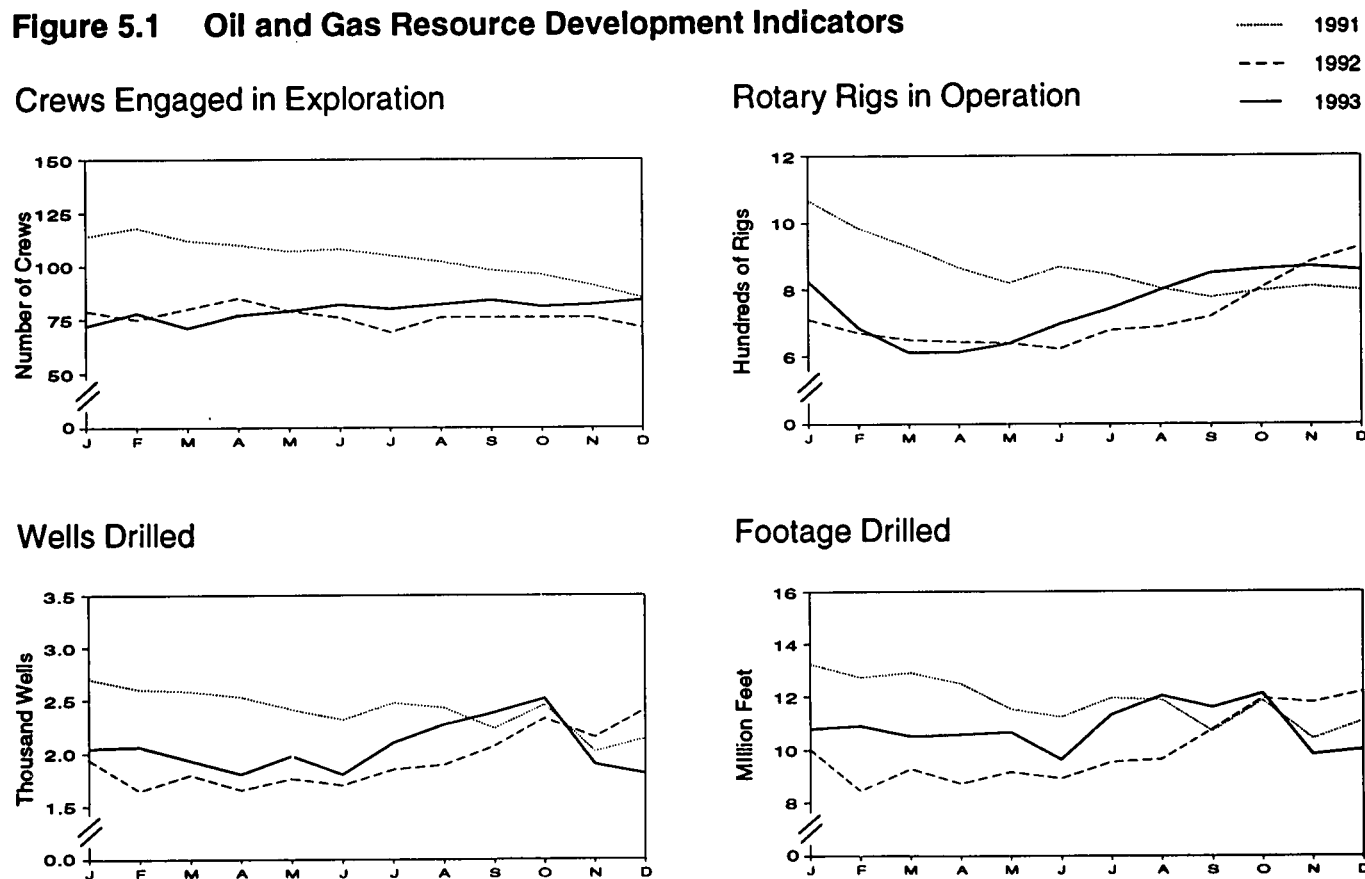 Figure 5.1 Oil and Gas Resource Development Indicators
1991
1992
1993
Crews Engaged in Exploration
Number of Crews
150
125
100
75
50
0
J F M A M J J A S O N D
Rotary Rigs in Operation
Hundreds of Rigs
12
10
8
6
0
J F M A M J J A S O N D
Wells Drilled
Thousand Wells
3.5
3.0
2.5
2.0
1.5
0.0
J F M A M J J A S O N D
Footage Drilled
Million Feet
16
14
12
10
8
0
J F M A M J J A S O N D